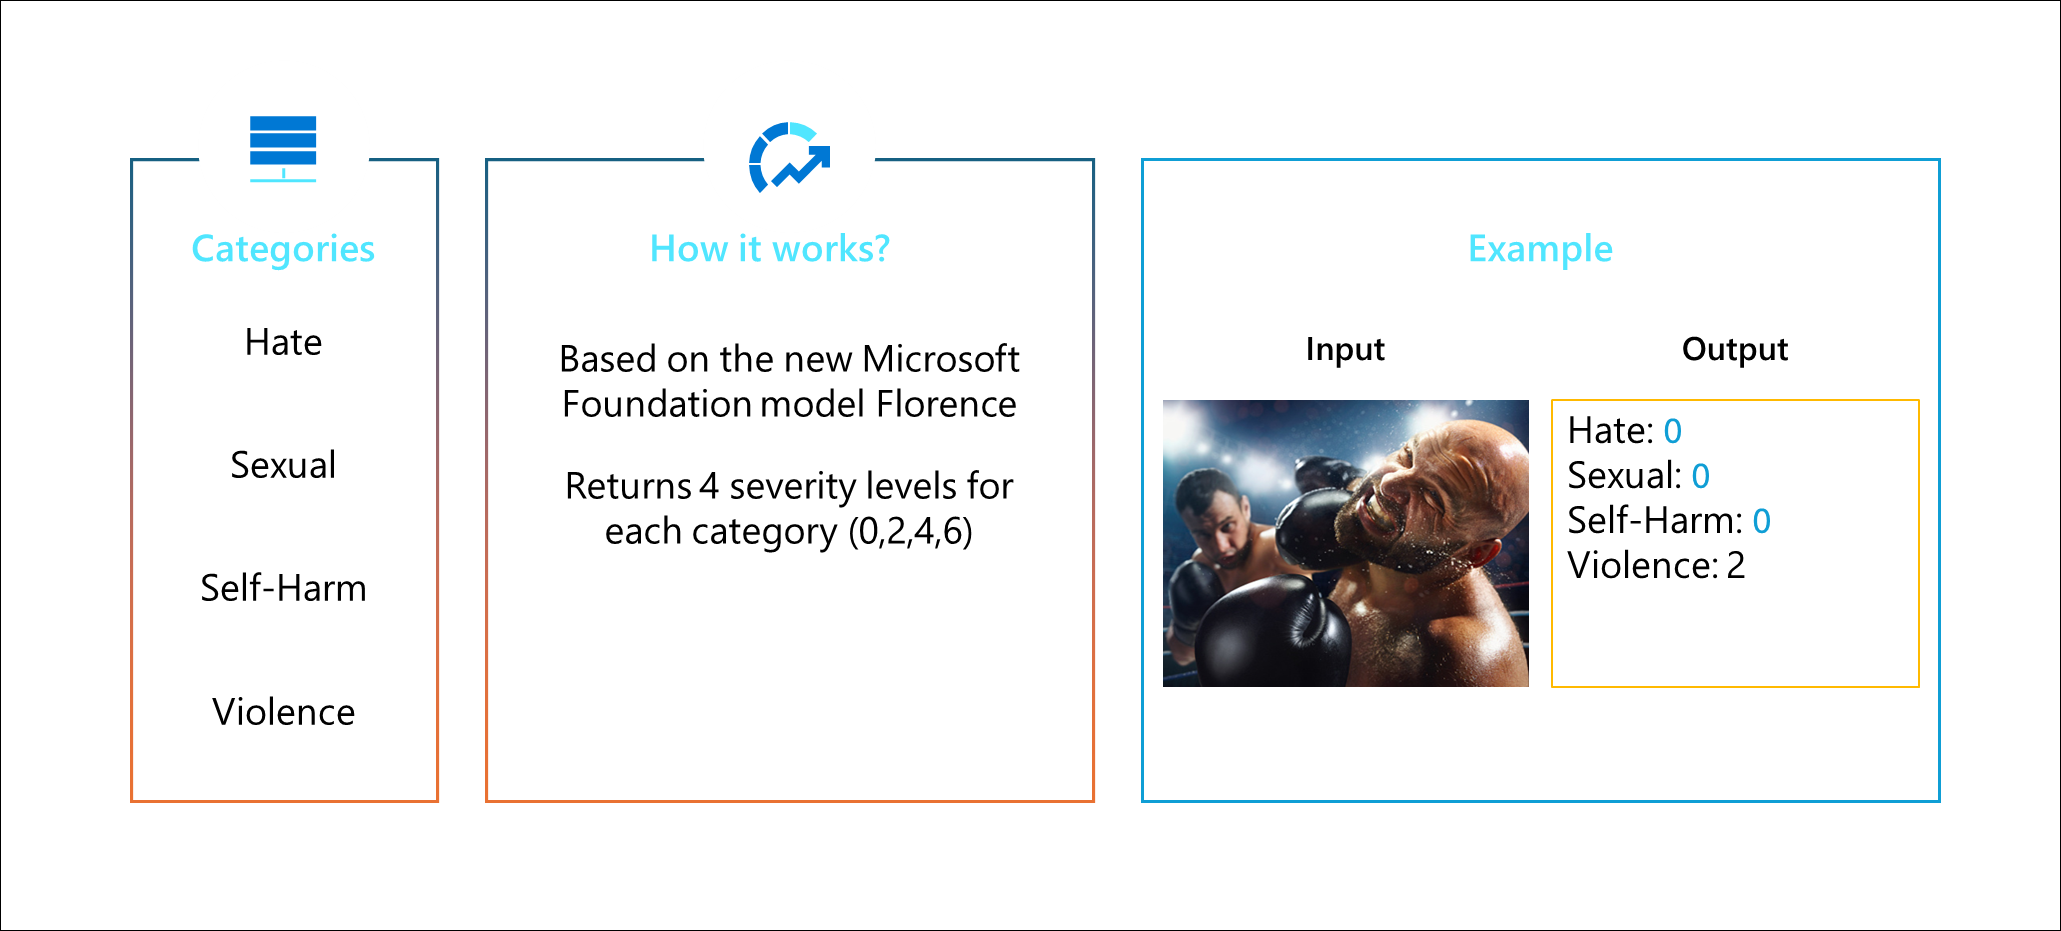 Categories
Hate
Sexual
Self-Harm
Violence
How it works?
Based on the new Microsoft
Foundation model Florence
Returns 4 severity levels for
each category (0,2,4,6)
Example
Input
Output
Hate: 0
Sexual: 0
Self-Harm: 0
Violence: 2